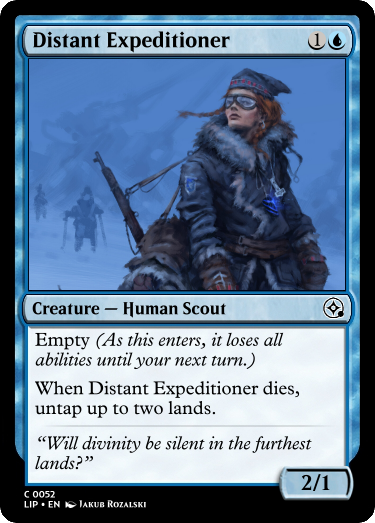 Distant Expeditioner 1
Creature — Human Scout
Empty (As this enters, it loses all
abilities until your next turn.)
When Distant Expeditioner dies,
untap up to two lands.
“Will divinity be silent in the furthest
lands?”
2/1
C 0052
LIP • EN Jakub Rozalski